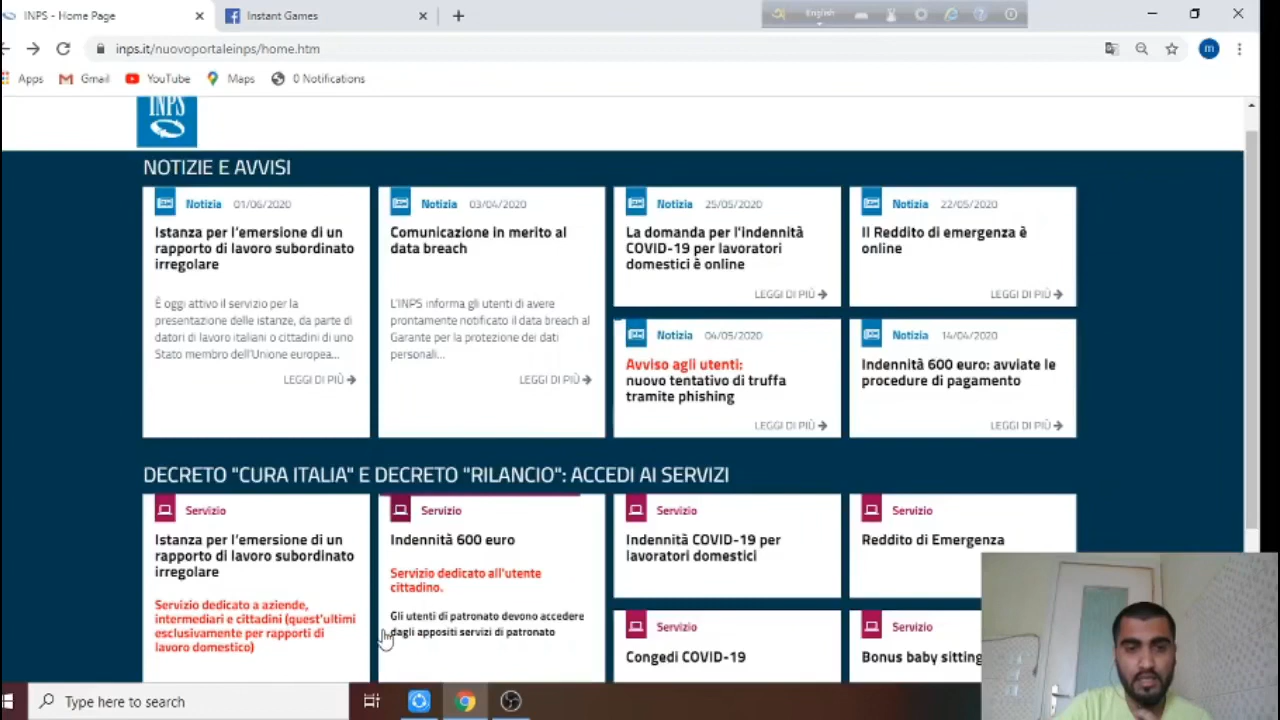 INPS - Home Page
Instant Games
English
inps.it/nuovoportaleinps/home.htm
m
Apps
Gmail
YouTube
Maps
0 Notifications
INPS
NOTIZIE E AVVISI
Notizia 01/06/2020
Istanza per l'emersione di un
rapporto di lavoro subordinato
irregolare
È oggi attivo il servizio per la
presentazione delle istanze, da parte di
datori di lavoro italiani o cittadini di uno
Stato membro dell'Unione europea...
LEGGI DI PIÙ
Notizia 03/04/2020
Comunicazione in merito al
data breach
L'INPS informa gli utenti di avere
prontamente notificato il data breach al
Garante per la protezione dei dati
personali...
LEGGI DI PIÙ
Notizia 25/05/2020
La domanda per l'indennità
COVID-19 per lavoratori
domestici è online
LEGGI DI PIÙ
Notizia 22/05/2020
Il Reddito di emergenza è
online
LEGGI DI PIÙ
Notizia 04/05/2020
Avviso agli utenti:
nuovo tentativo di truffa
tramite phishing
LEGGI DI PIÙ
Notizia 14/04/2020
Indennità 600 euro: avviate le
procedure di pagamento
LEGGI DI PIÙ
DECRETO "CURA ITALIA" E DECRETO "RILANCIO": ACCEDI AI SERVIZI
Servizio
Istanza per l'emersione di un
rapporto di lavoro subordinato
irregolare
Servizio dedicato a aziende,
intermediari e cittadini (quest'ultimi
esclusivamente per rapporti di
lavoro domestico)
Servizio
Indennità 600 euro
Servizio dedicato all'utente
cittadino.
Gli utenti di patronato devono accedere
dagli appositi servizi di patronato
Servizio
Indennità COVID-19 per
lavoratori domestici
Servizio
Reddito di Emergenza
Servizio
Congedi COVID-19
Servizio
Bonus baby sitting
Type here to search